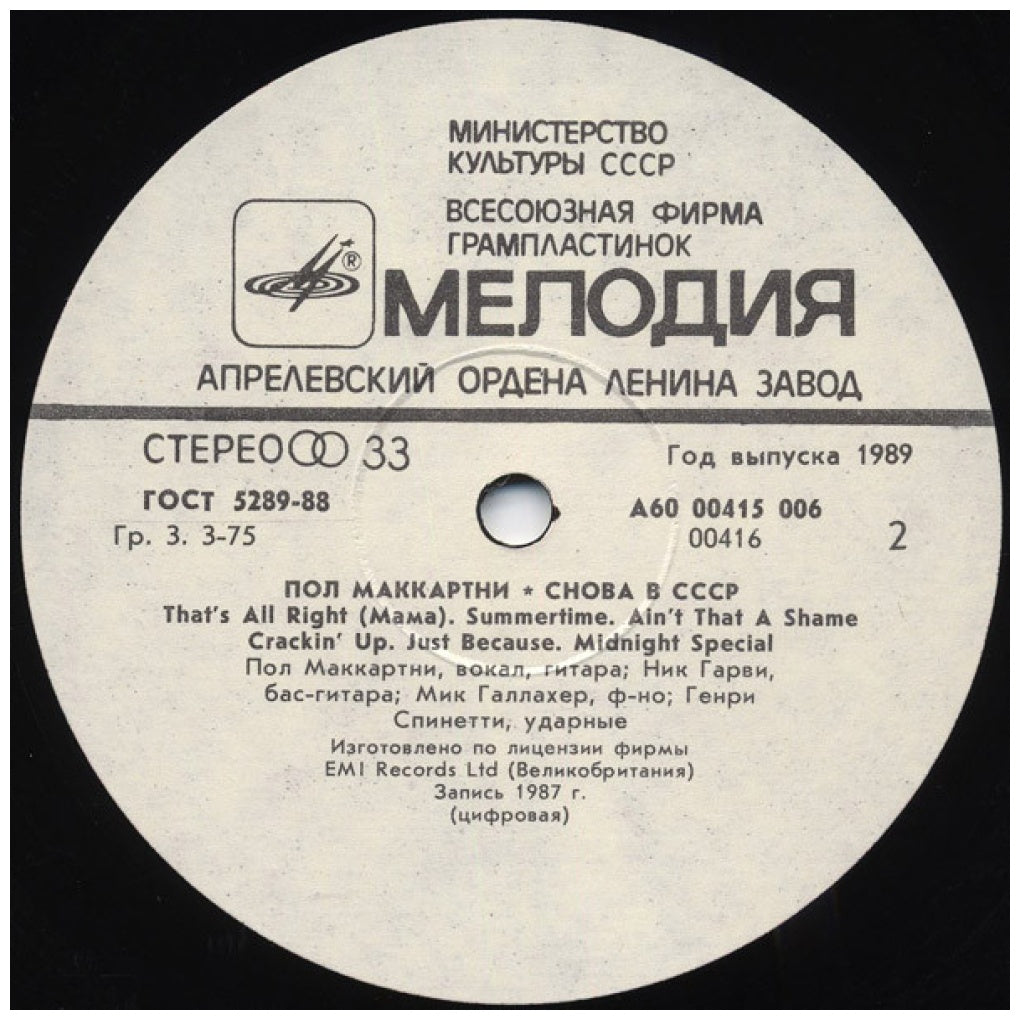 МИНИСТЕРСТВО
КУЛЬТУРЫ СССР
ВСЕСОЮЗНАЯ ФИРМА
ГРАМПЛАСТИНОК
®
МЕЛОДИЯ
АПРЕЛЕВСКИЙ ОРДЕНА ЛЕНИНА ЗАВОД
СТЕРЕО 33
Год выпуска 1989
ГОСТ 5289-88
А60 00415 006
Гр. 3. 3-75
00416
2
ПОЛ МАККАРТНИ ★ СНОВА В СССР
That's All Right (Мама). Summertime. Ain't That A Shame
Crackin' Up. Just Because. Midnight Special
Пол Маккартни, вокал, гитара; Ник Гарви,
бас-гитара; Мик Галлахер, ф-но; Генри
Спинетти, ударные
Изготовлено по лицензии фирмы
EMI Records Ltd (Великобритания)
Запись 1987 г.
(цифровая)